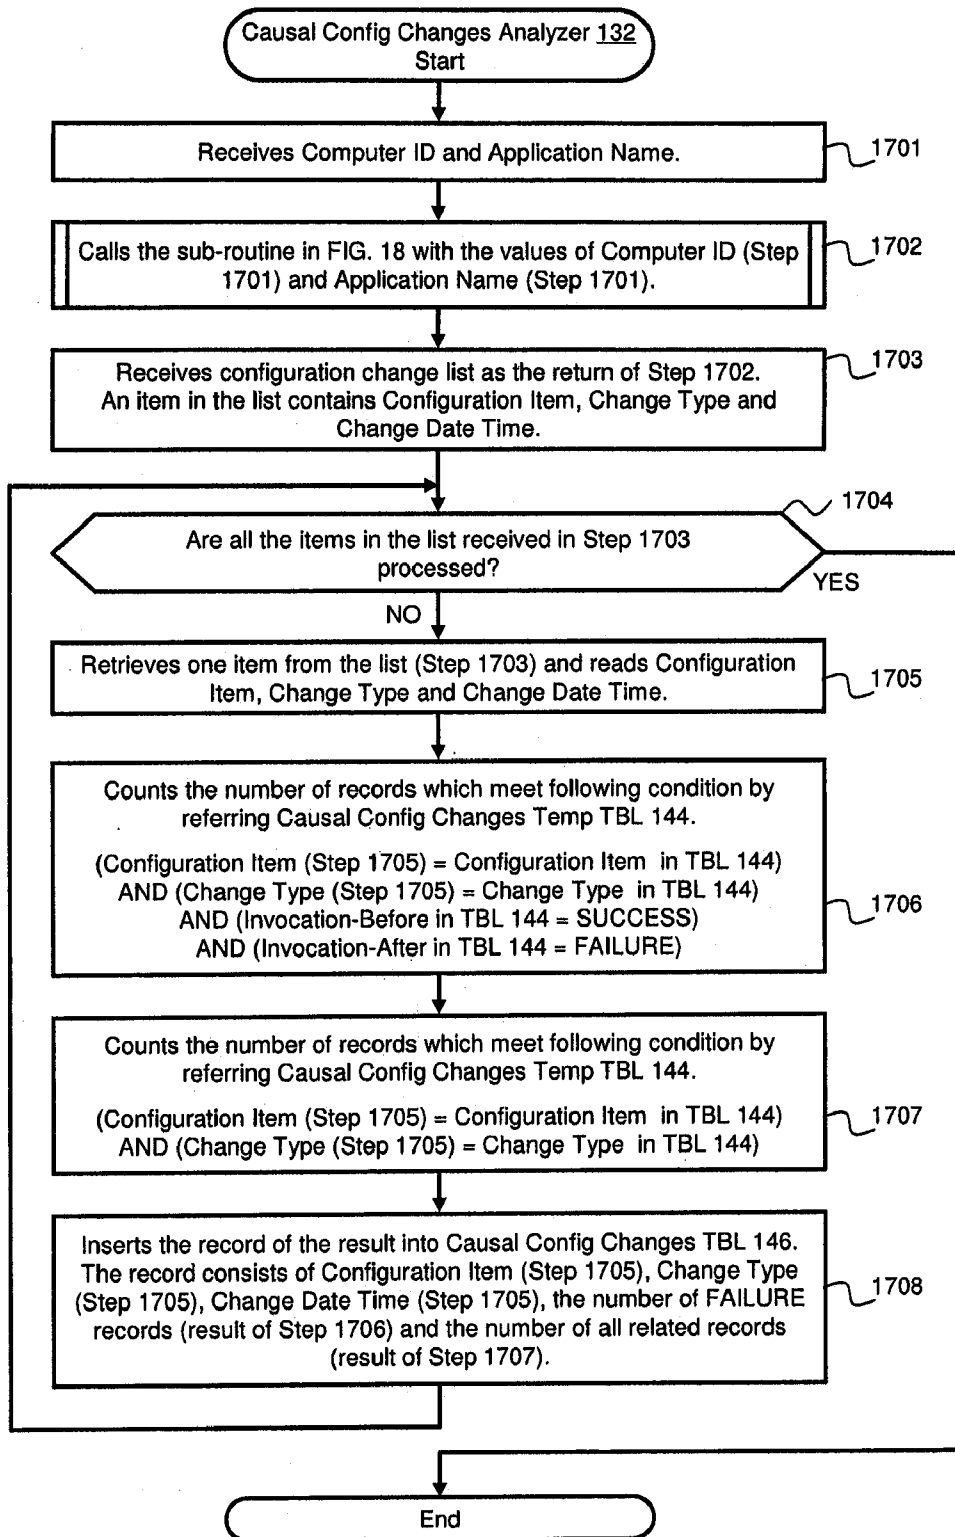 Causal Config Changes Analyzer 132
Start
Receives Computer ID and Application Name.
1701
Calls the sub-routine in FIG. 18 with the values of Computer ID (Step
1701) and Application Name (Step 1701).
1702
Receives configuration change list as the return of Step 1702.
An item in the list contains Configuration Item, Change Type and
Change Date Time.
1703
1704
Are all the items in the list received in Step 1703
processed?
YES
NO
Retrieves one item from the list (Step 1703) and reads Configuration
Item, Change Type and Change Date Time.
1705
Counts the number of records which meet following condition by
referring Causal Config Changes Temp TBL 144.
(Configuration Item (Step 1705) = Configuration Item in TBL 144)
AND (Change Type (Step 1705) = Change Type in TBL 144)
AND (Invocation-Before in TBL 144 = SUCCESS)
AND (Invocation-After in TBL 144 = FAILURE)
1706
Counts the number of records which meet following condition by
referring Causal Config Changes Temp TBL 144.
(Configuration Item (Step 1705) = Configuration Item in TBL 144)
AND (Change Type (Step 1705) = Change Type in TBL 144)
1707
Inserts the record of the result into Causal Config Changes TBL 146.
The record consists of Configuration Item (Step 1705), Change Type
(Step 1705), Change Date Time (Step 1705), the number of FAILURE
records (result of Step 1706) and the number of all related records
(result of Step 1707).
1708
End